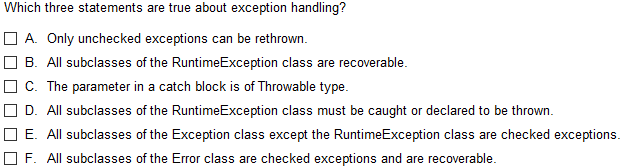 Which three statements are true about exception handling?
A. Only unchecked exceptions can be rethrown.
B. All subclasses of the RuntimeException class are recoverable.
C. The parameter in a catch block is of Throwable type.
D. All subclasses of the RuntimeException class must be caught or declared to be thrown.
E. All subclasses of the Exception class except the RuntimeException class are checked exceptions.
F. All subclasses of the Error class are checked exceptions and are recoverable.